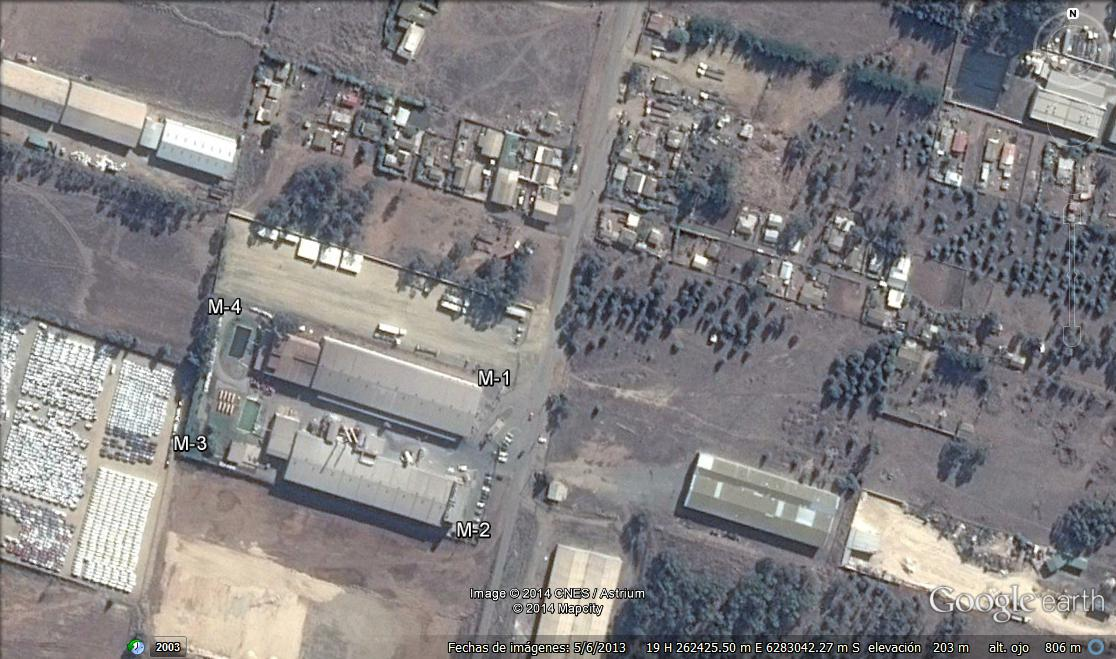 N
M-4
M-1
M-3
M-2
Image © 2014 CNES / Astrium
© 2014 Mapcity
Google earth
2003
Fechas de imágenes: 5/6/2013 19 H 262425.50 m E 6283042.27 m S elevación 203 m alt. ojo 806 m